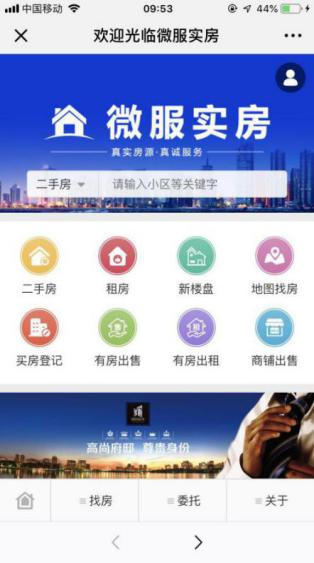 中国移动 09:53 44%
欢迎光临微服实房
微服实房
真实房源·真诚服务
二手房 请输入小区等关键字
二手房 租房 新楼盘 地图找房
买房登记 有房出售 有房出租 商铺出售
高尚府邸 尊贵身份
找房 委托 关于